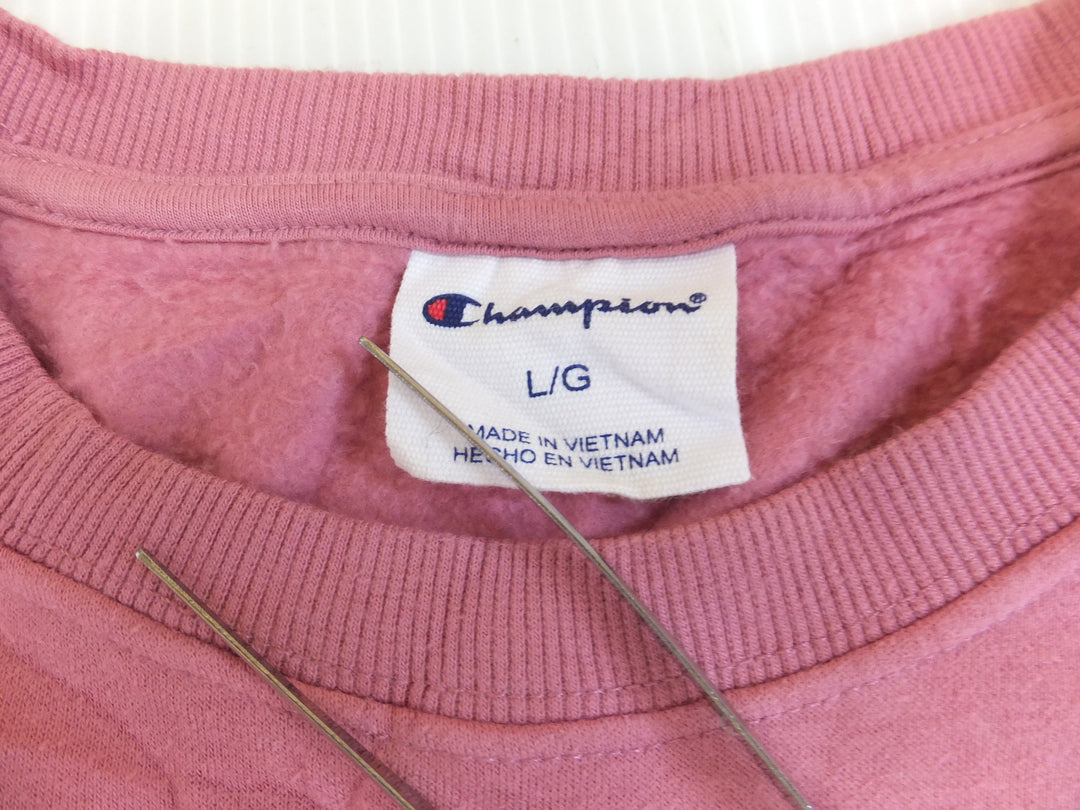 Champion®
L/G
MADE IN VIETNAM
HECHO EN VIETNAM